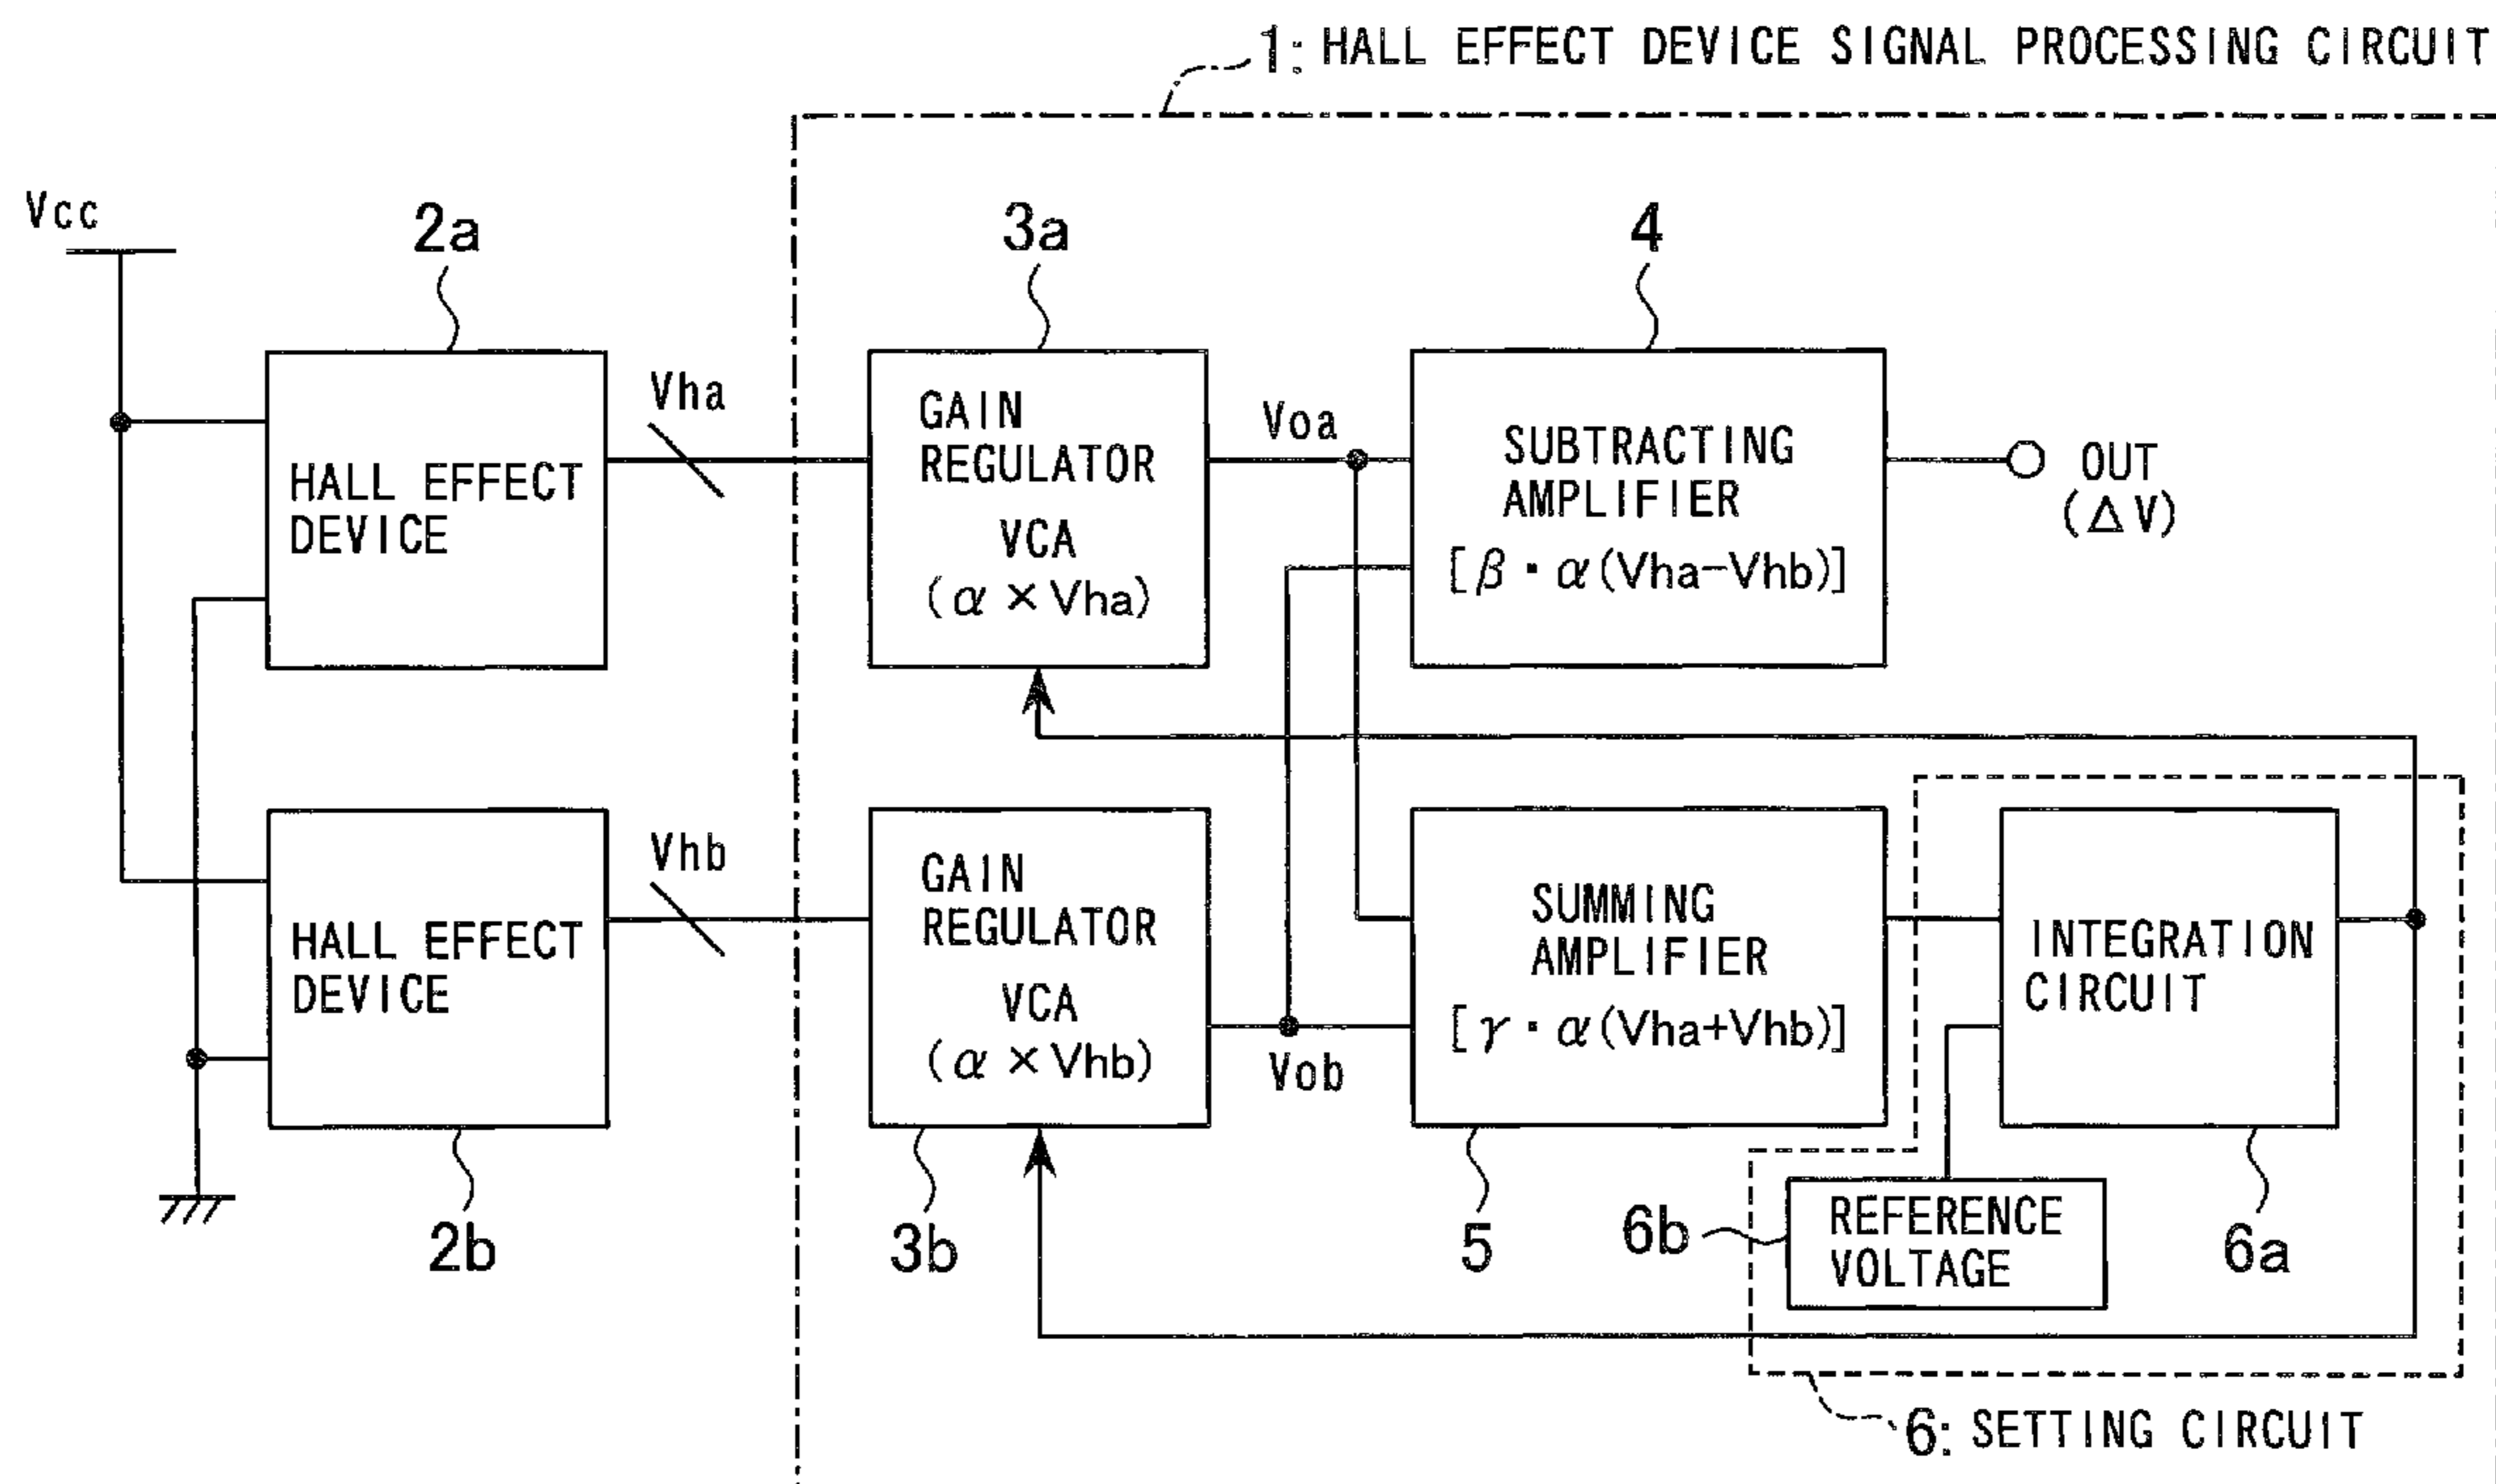 1: HALL EFFECT DEVICE SIGNAL PROCESSING CIRCUIT
Vcc
2a
3a
4
HALL EFFECT
DEVICE
Vha
GAIN
REGULATOR
VCA
(α × Vha)
Voa
SUBTRACTING
AMPLIFIER
[β・α(Vha−Vhb)]
OUT
(△V)
HALL EFFECT
DEVICE
Vhb
GAIN
REGULATOR
VCA
(α × Vhb)
Vob
SUMMING
AMPLIFIER
[γ・α(Vha+Vhb)]
INTEGRATION
CIRCUIT
2b
3b
5
6b
REFERENCE
VOLTAGE
6a
6: SETTING CIRCUIT